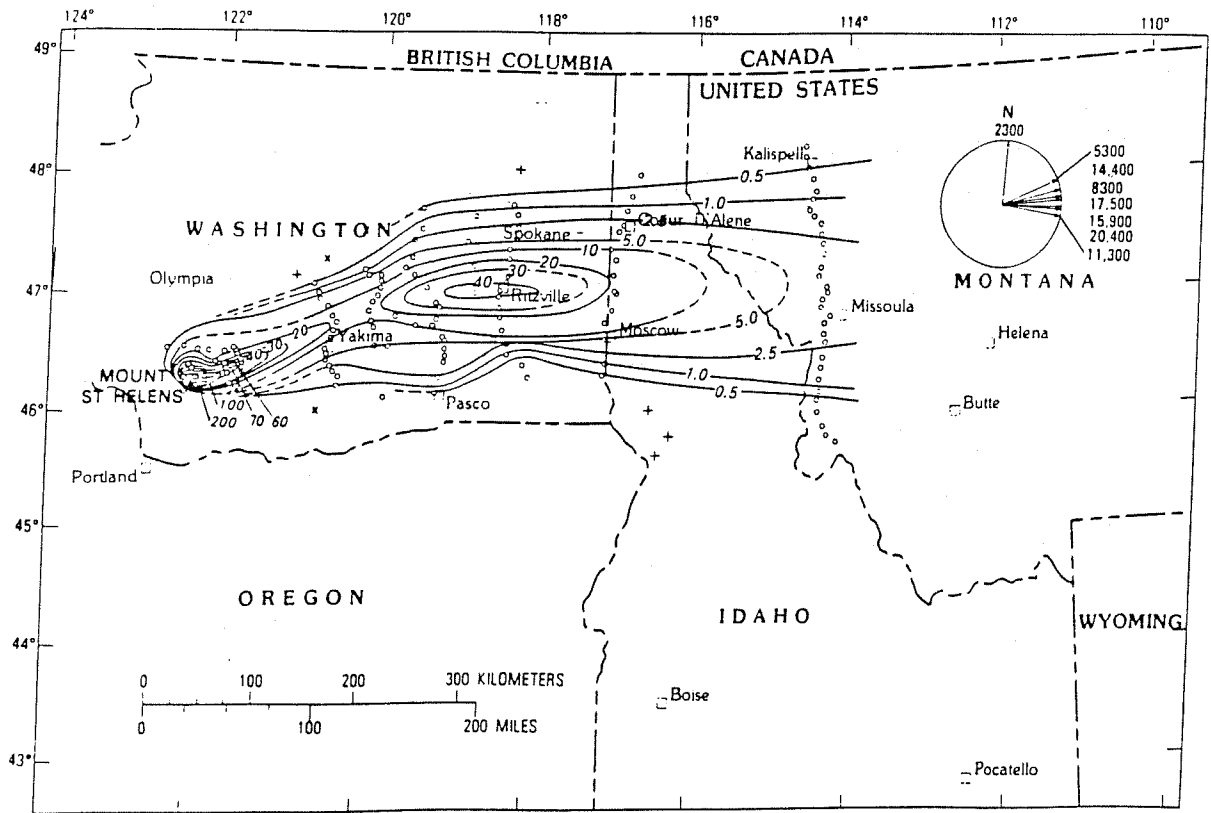 124° 122° 120° 118° 116° 114° 112° 110°
49°
BRITISH COLUMBIA CANADA
UNITED STATES
N
2300
48°
Kalispell
5300
14,400
0.5
8300
1.0
17,500
WASHINGTON
Coeur d'Alene
15,900
Spokane
5.0
20,400
10
11,300
20
30
MONTANA
Olympia
40
47°
Ritzville
Missoula
5.0
20
Moscow
Helena
Yakima
30
2.5
40
MOUNT
ST HELENS
1.0
100
0.5
46°
200 70 60
Pasco
Butte
Portland
45°
OREGON
IDAHO
WYOMING
44°
0 100 200 300 KILOMETERS
0 100 200 MILES
Boise
43°
Pocatello